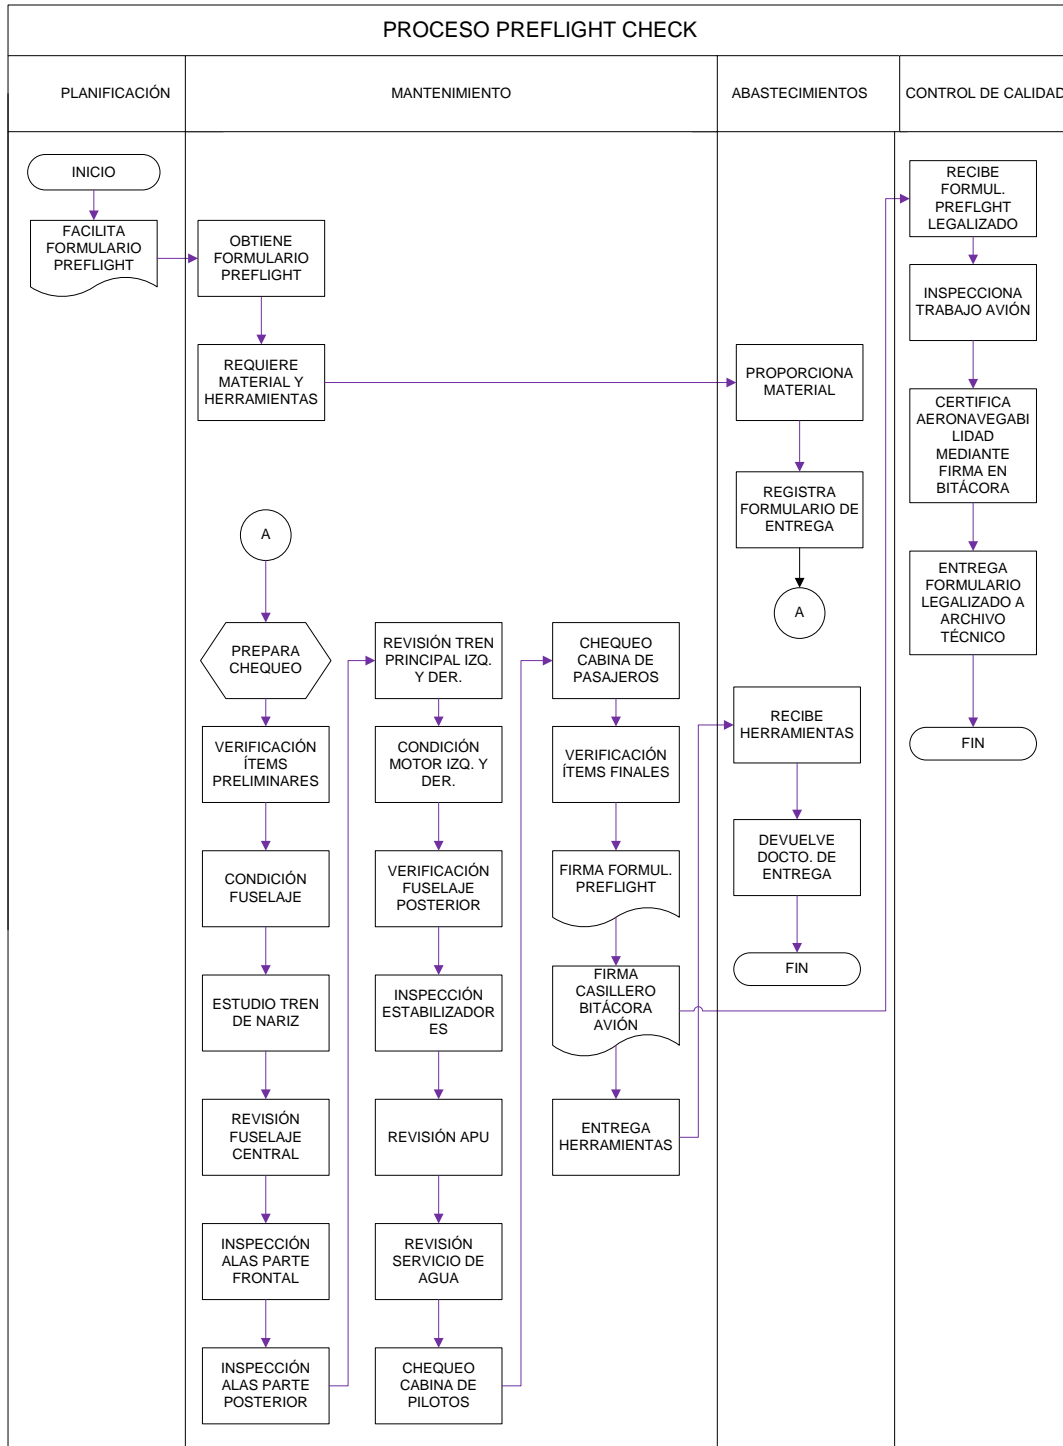 PROCESO PREFLIGHT CHECK
PLANIFICACIÓN
MANTENIMIENTO
ABASTECIMIENTOS
CONTROL DE CALIDAD
INICIO
FACILITA
FORMULARIO
PREFLIGHT
OBTIENE
FORMULARIO
PREFLIGHT
REQUIERE
MATERIAL Y
HERRAMIENTAS
A
PREPARA
CHEQUEO
VERIFICACIÓN
ÍTEMS
PRELIMINARES
CONDICIÓN
FUSELAJE
ESTUDIO TREN
DE NARIZ
REVISIÓN
FUSELAJE
CENTRAL
INSPECCIÓN
ALAS PARTE
FRONTAL
INSPECCIÓN
ALAS PARTE
POSTERIOR
REVISIÓN TREN
PRINCIPAL IZQ.
Y DER.
CONDICIÓN
MOTOR IZQ. Y
DER.
VERIFICACIÓN
FUSELAJE
POSTERIOR
INSPECCIÓN
ESTABILIZADOR
ES
REVISIÓN APU
REVISIÓN
SERVICIO DE
AGUA
CHEQUEO
CABINA DE
PILOTOS
CHEQUEO
CABINA DE
PASAJEROS
VERIFICACIÓN
ÍTEMS FINALES
FIRMA FORMUL.
PREFLIGHT
FIRMA
CASILLERO
BITÁCORA
AVIÓN
ENTREGA
HERRAMIENTAS
PROPORCIONA
MATERIAL
REGISTRA
FORMULARIO DE
ENTREGA
A
RECIBE
HERRAMIENTAS
DEVUELVE
DOCTO. DE
ENTREGA
FIN
RECIBE
FORMUL.
PREFLGHT
LEGALIZADO
INSPECCIONA
TRABAJO AVIÓN
CERTIFICA
AERONAVEGABI
LIDAD
MEDIANTE
FIRMA EN
BITÁCORA
ENTREGA
FORMULARIO
LEGALIZADO A
ARCHIVO
TÉCNICO
FIN